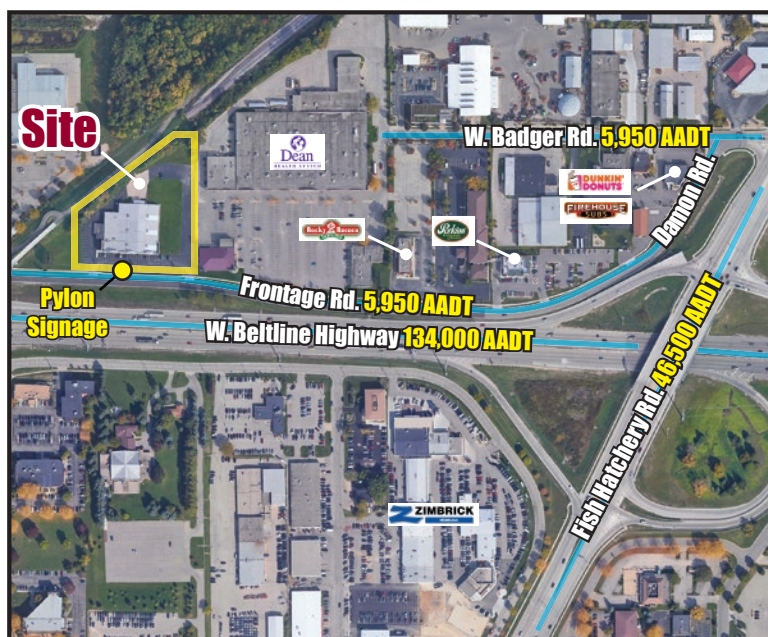 Site
Dean
HEALTH SYSTEM
W. Badger Rd. 5,950 AADT
DUNKIN'
DONUTS
FIREHOUSE
SUBS
Damon Rd.
Rocky Rococo
Perkins
Pylon
Signage
Frontage Rd. 5,950 AADT
W. Beltline Highway 134,000 AADT
Fish Hatchery Rd. 46,500 AADT
ZIMBRICK